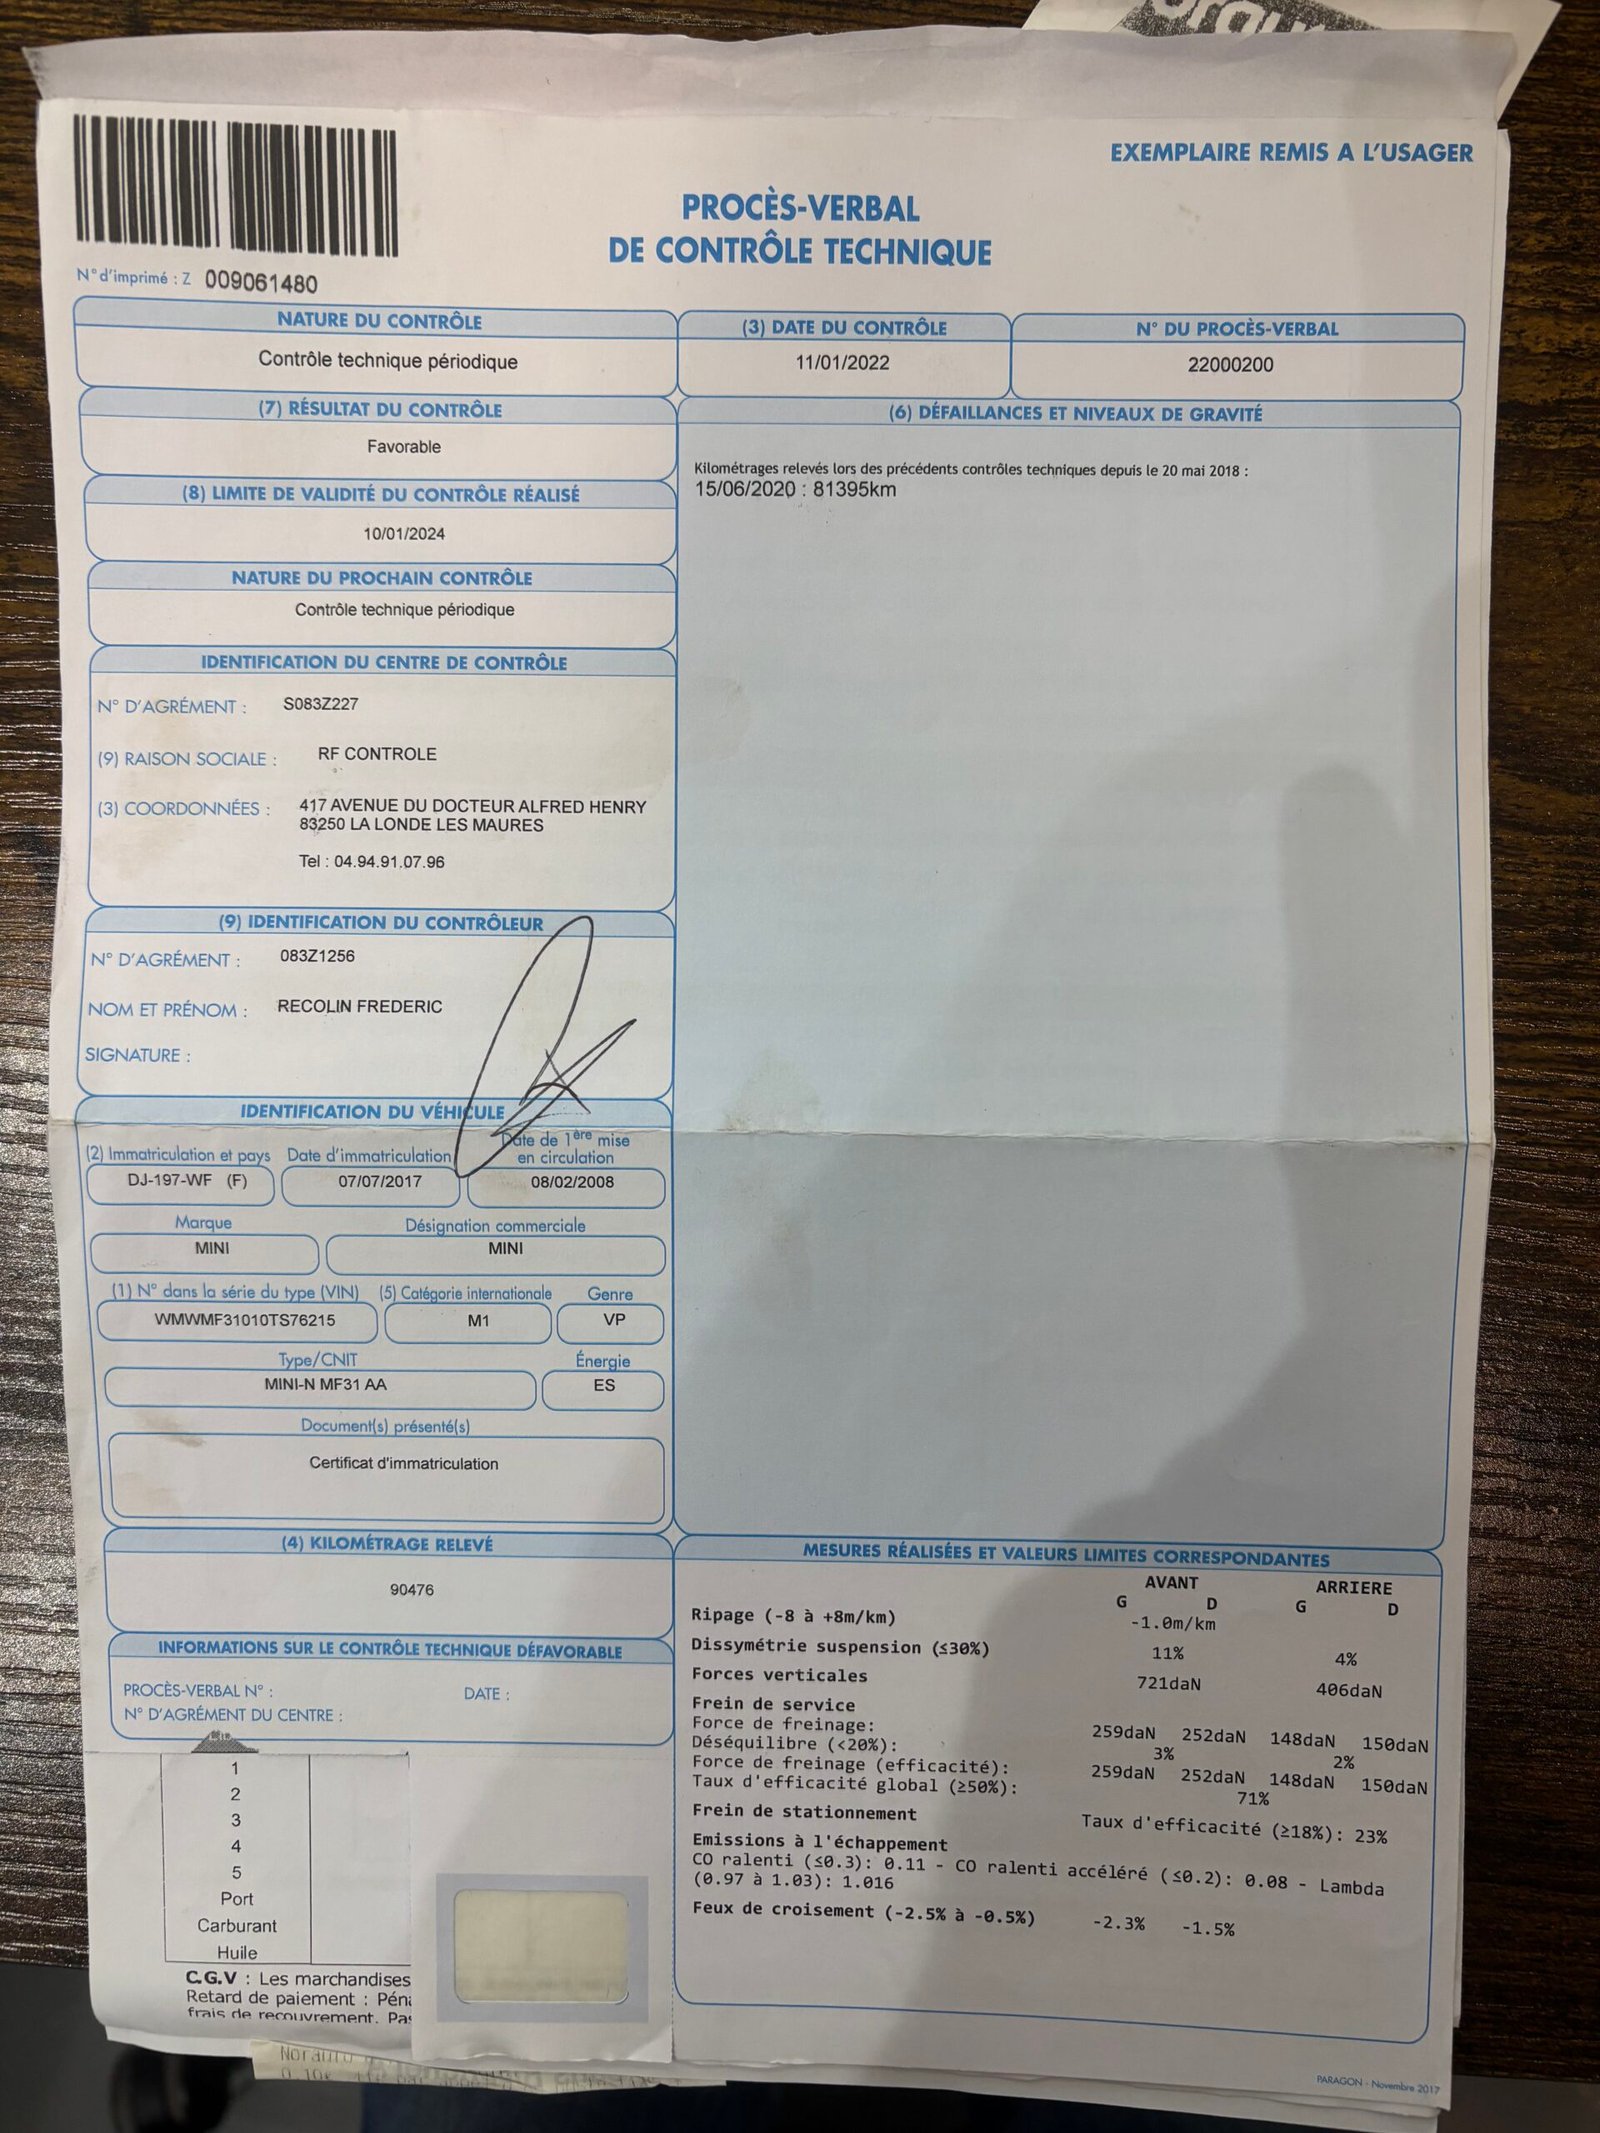 EXEMPLAIRE REMIS A L'USAGER
PROCÈS-VERBAL
DE CONTRÔLE TECHNIQUE
N°d'imprimé : Z 009061480
NATURE DU CONTRÔLE
Contrôle technique périodique
(3) DATE DU CONTRÔLE
11/01/2022
N° DU PROCÈS-VERBAL
22000200
(7) RÉSULTAT DU CONTRÔLE
Favorable
(8) LIMITE DE VALIDITÉ DU CONTRÔLE RÉALISÉ
10/01/2024
NATURE DU PROCHAIN CONTRÔLE
Contrôle technique périodique
IDENTIFICATION DU CENTRE DE CONTRÔLE
N° D'AGRÉMENT : S083Z227
(9) RAISON SOCIALE : RF CONTROLE
(3) COORDONNÉES : 417 AVENUE DU DOCTEUR ALFRED HENRY
83250 LA LONDE LES MAURES
Tel : 04.94.91.07.96
(9) IDENTIFICATION DU CONTRÔLEUR
N° D'AGRÉMENT : 083Z1256
NOM ET PRÉNOM : RECOLIN FREDERIC
SIGNATURE :
IDENTIFICATION DU VÉHICULE
(2) Immatriculation et pays Date d'immatriculation Date de 1ère mise
en circulation
DJ-197-WF (F) 07/07/2017 08/02/2008
Marque Désignation commerciale
MINI MINI
(1) N° dans la série du type (VIN) (5) Catégorie internationale Genre
WMWMF31010TS76215 M1 VP
Type/CNIT Énergie
MINI-N MF31 AA ES
Document(s) présenté(s)
Certificat d'immatriculation
(4) KILOMÉTRAGE RELEVÉ
90476
INFORMATIONS SUR LE CONTRÔLE TECHNIQUE DÉFAVORABLE
PROCÈS-VERBAL N° : DATE :
N° D'AGRÉMENT DU CENTRE :
1
2
3
4
5
Port
Carburant
Huile
C.G.V : Les marchandises
Retard de paiement : Péna
frais de recouvrement. Pas
Norauto
(6) DÉFAILLANCES ET NIVEAUX DE GRAVITÉ
Kilométrages relevés lors des précédents contrôles techniques depuis le 20 mai 2018 :
15/06/2020 : 81395km
MESURES RÉALISÉES ET VALEURS LIMITES CORRESPONDANTES
AVANT ARRIERE
G D G D
Ripage (-8 à +8m/km) -1.0m/km
Dissymétrie suspension (≤30%) 11% 4%
Forces verticales 721daN 406daN
Frein de service
Force de freinage: 259daN 252daN 148daN 150daN
Déséquilibre (<20%): 3% 2%
Force de freinage (efficacité): 259daN 252daN 148daN 150daN
Taux d'efficacité global (≥50%): 71%
Frein de stationnement Taux d'efficacité (≥18%): 23%
Emissions à l'échappement
CO ralenti (≤0.3): 0.11 - CO ralenti accéléré (≤0.2): 0.08 - Lambda
(0.97 à 1.03): 1.016
Feux de croisement (-2.5% à -0.5%) -2.3% -1.5%
PARAGON - Novembre 2017